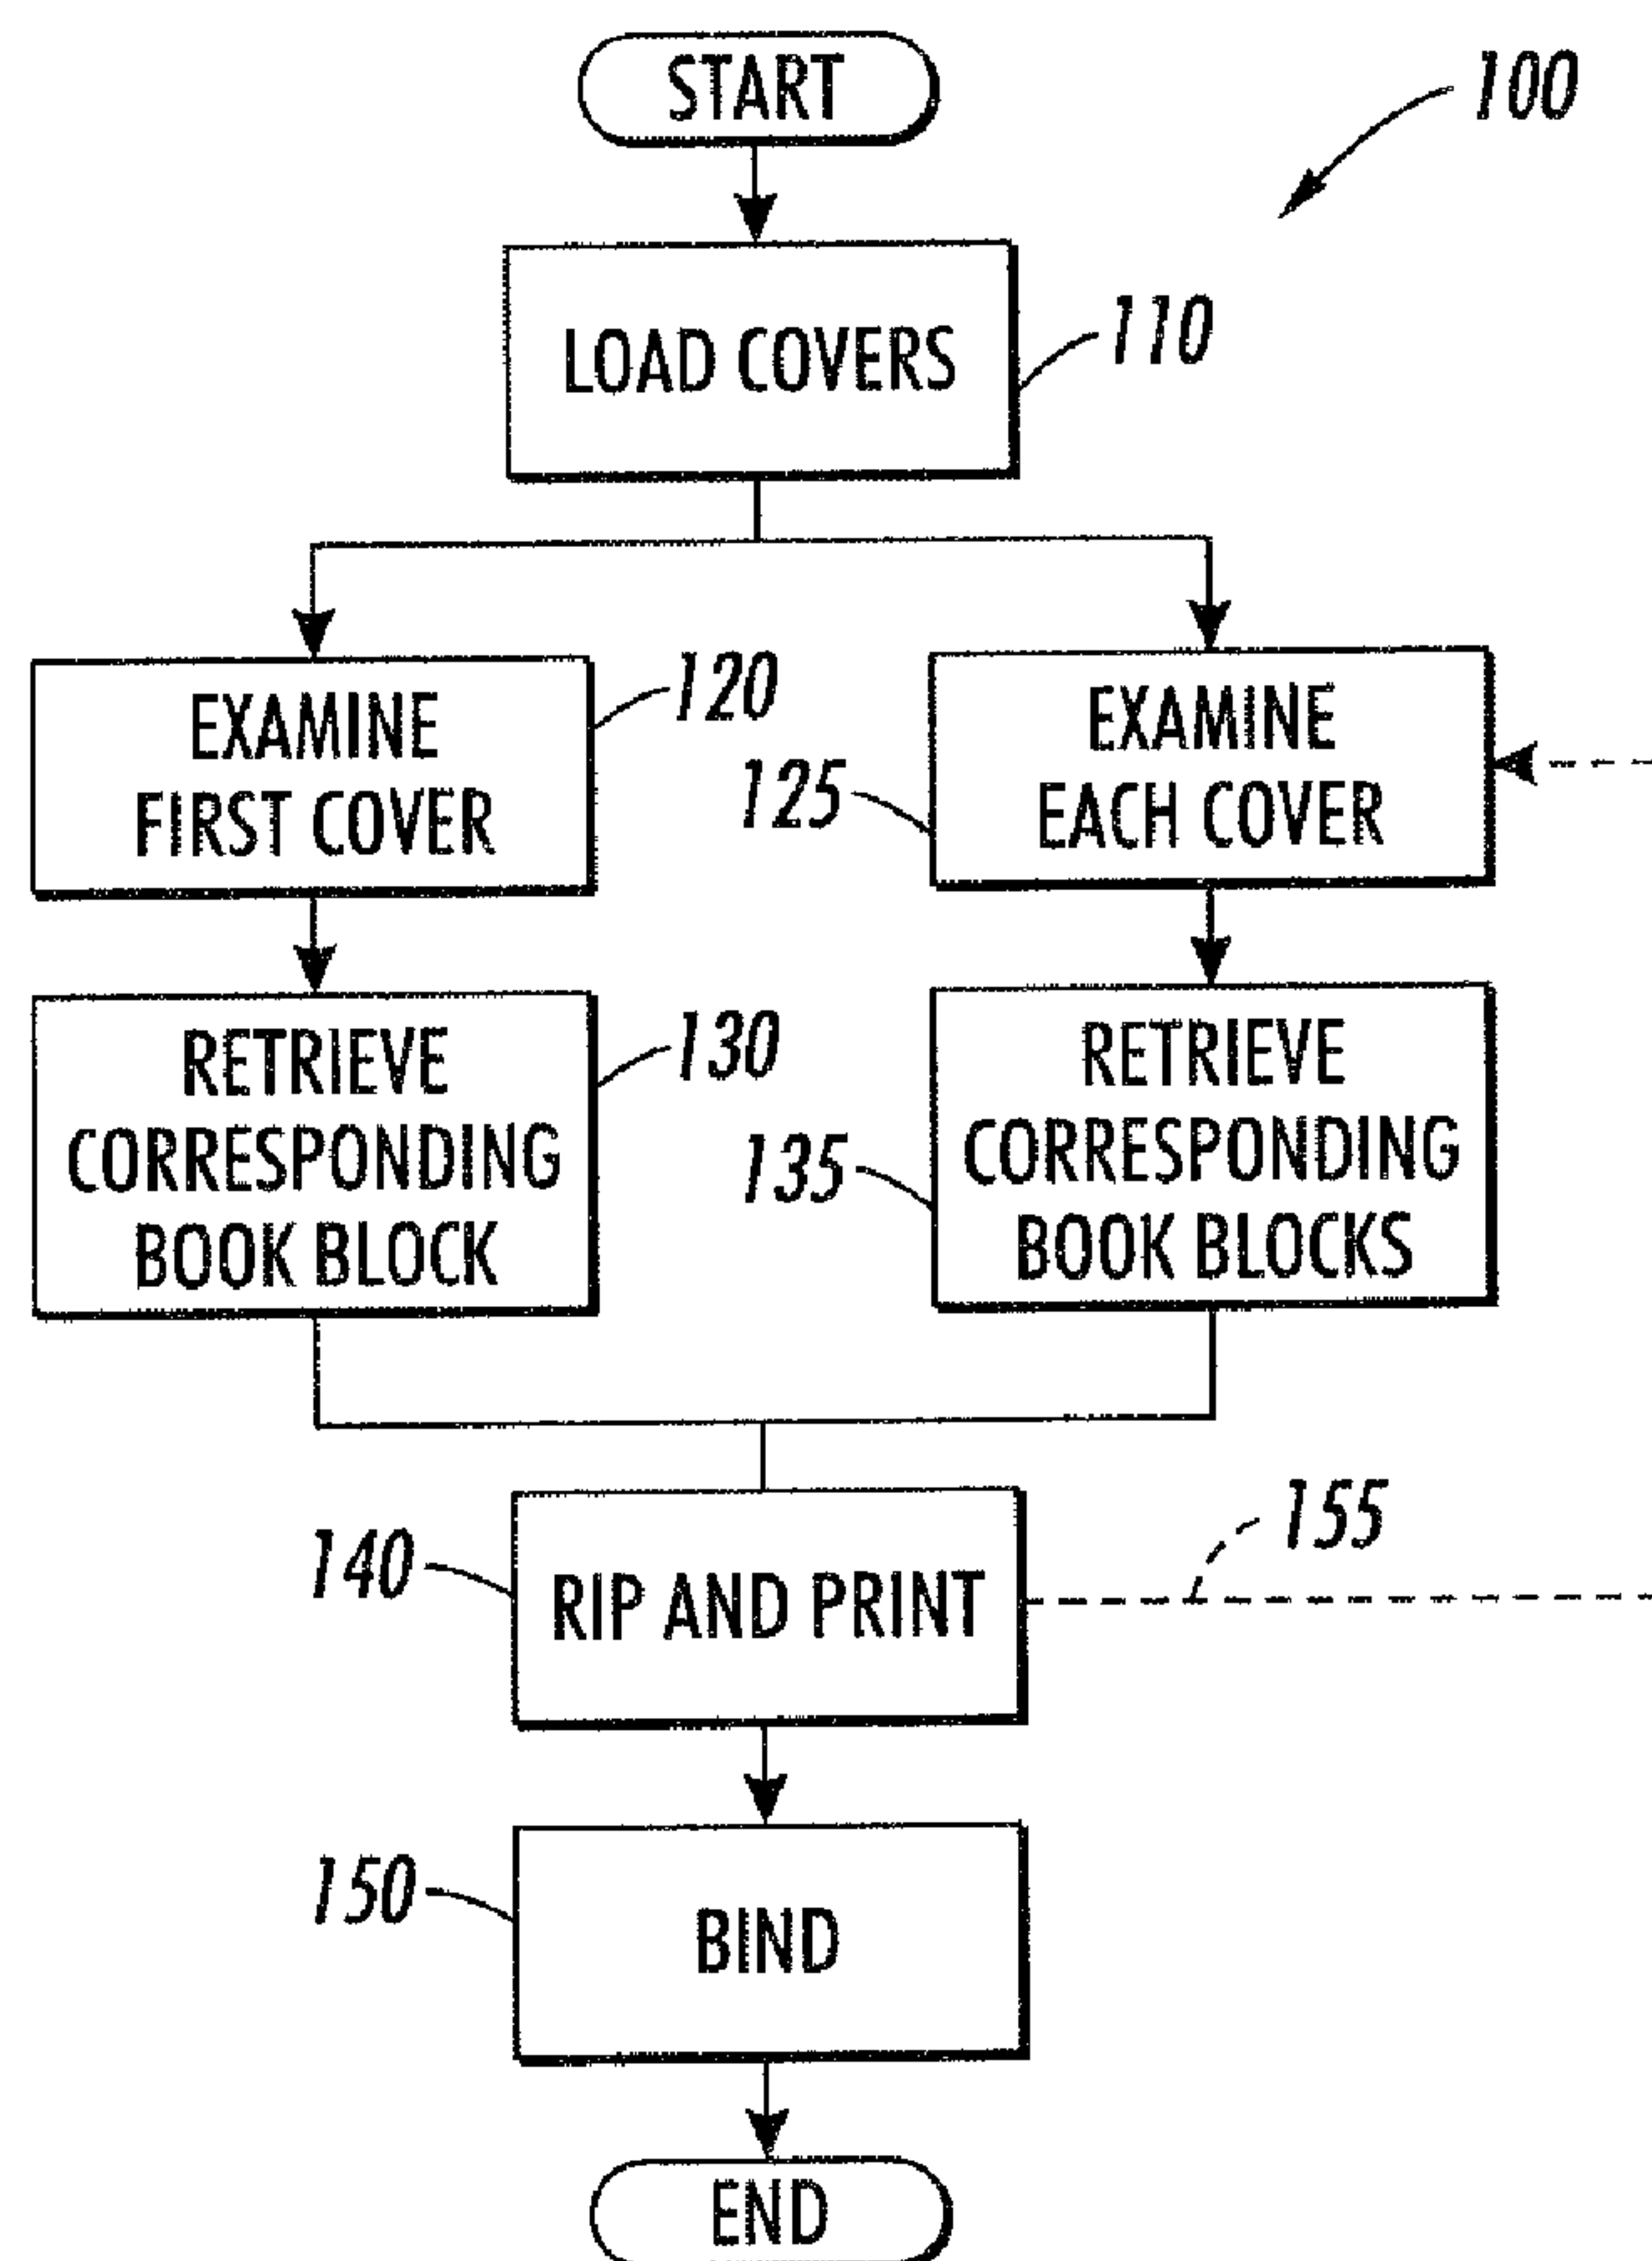 START
100
LOAD COVERS
110
EXAMINE
FIRST COVER
120
EXAMINE
EACH COVER
125
RETRIEVE
CORRESPONDING
BOOK BLOCK
130
RETRIEVE
CORRESPONDING
BOOK BLOCKS
135
RIP AND PRINT
140
155
BIND
150
END